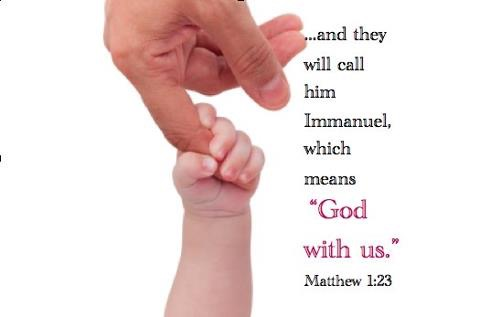 ...and they
will call
him
Immanuel,
which
means
“God
with us.”
Matthew 1:23